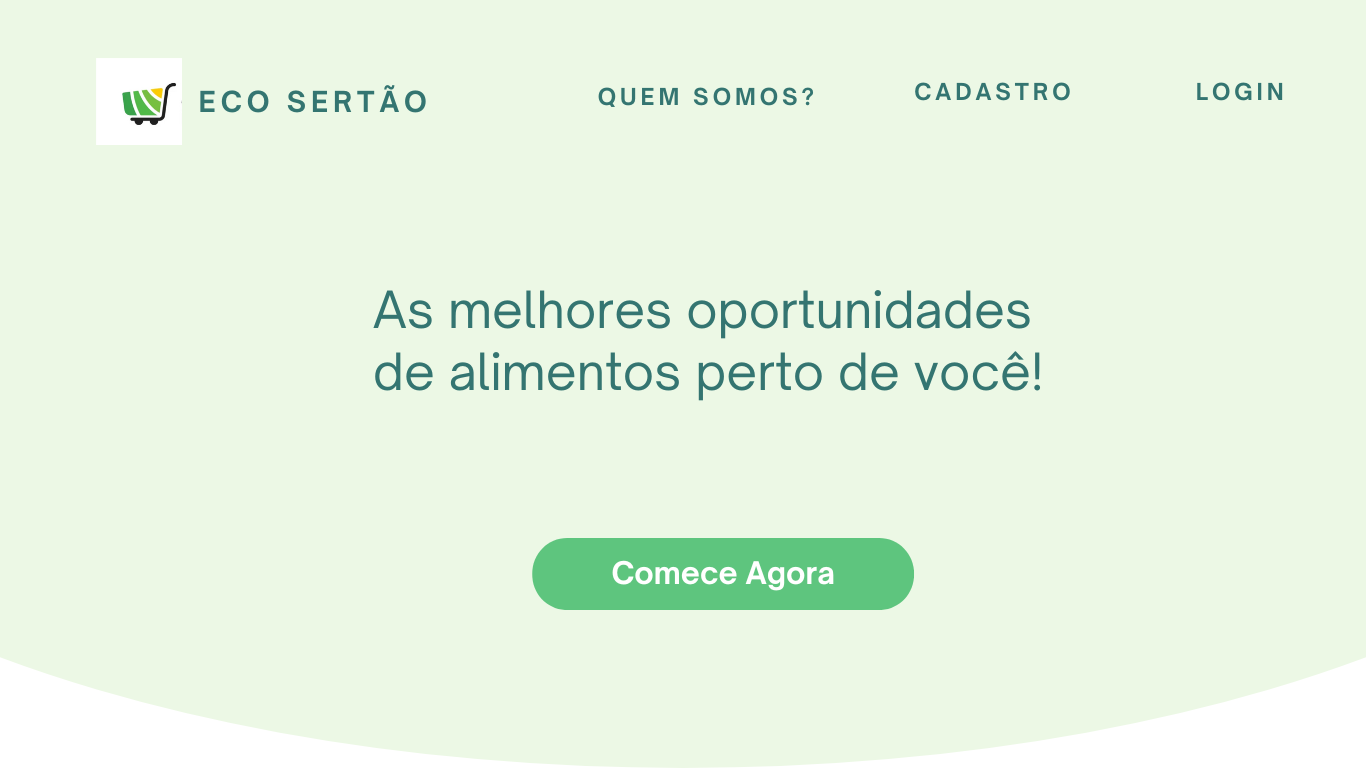 ECO SERTÃO
QUEM SOMOS?
CADASTRO
LOGIN
As melhores oportunidades
de alimentos perto de você!
Comece Agora